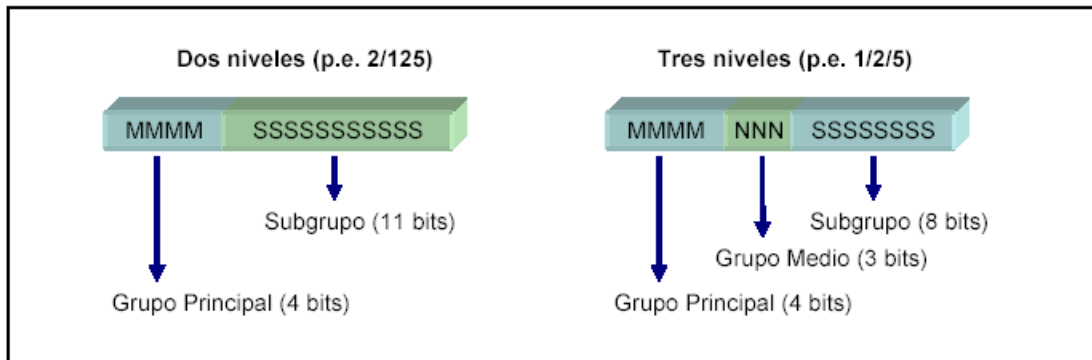 Dos niveles (p.e. 2/125)
MMMM SSSSSSSSSSS
Subgrupo (11 bits)
Grupo Principal (4 bits)
Tres niveles (p.e. 1/2/5)
MMMM NNN SSSSSSSS
Subgrupo (8 bits)
Grupo Medio (3 bits)
Grupo Principal (4 bits)